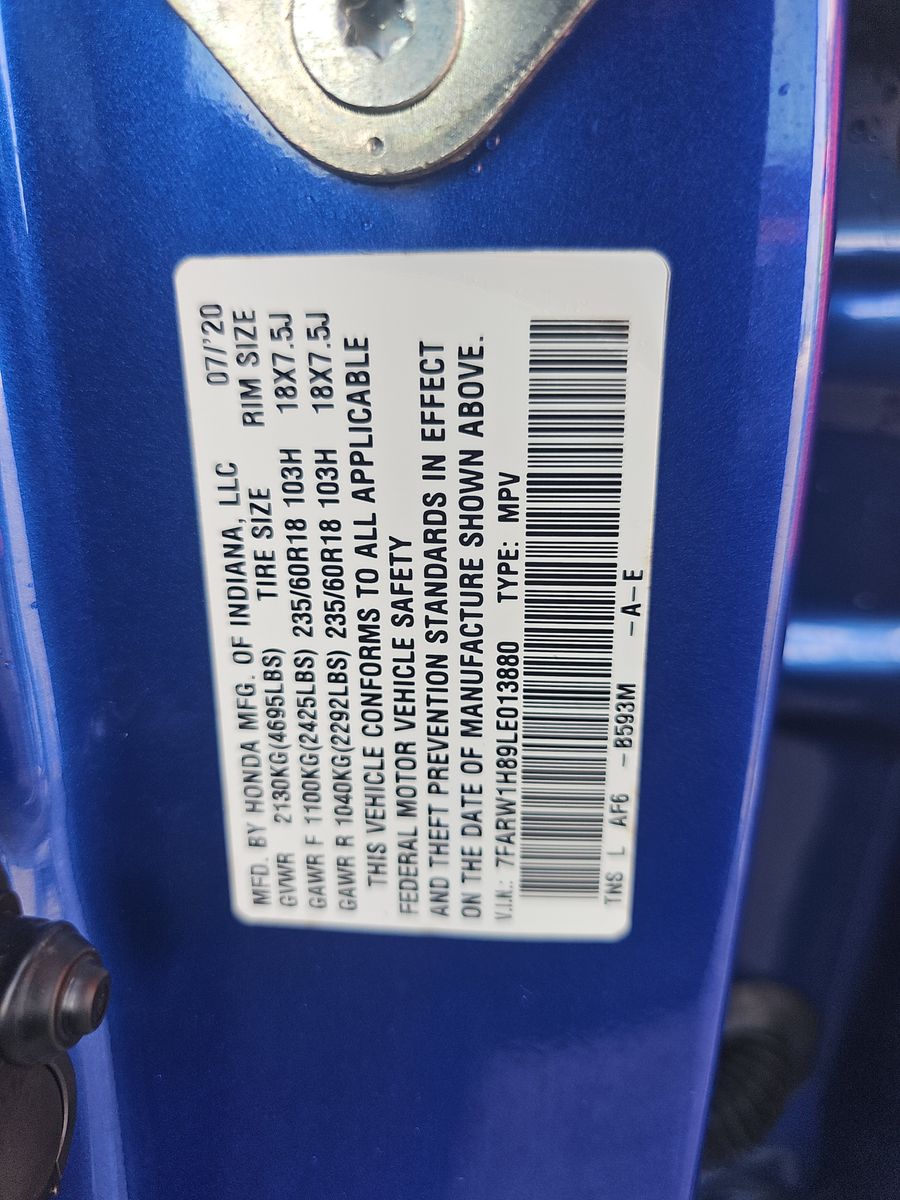 MFD. BY HONDA MFG. OF INDIANA, LLC 07/'20
GVWR 2130KG(4695LBS) TIRE SIZE RIM SIZE
GAWR F 1100KG(2425LBS) 235/60R18 103H 18X7.5J
GAWR R 1040KG(2292LBS) 235/60R18 103H 18X7.5J
THIS VEHICLE CONFORMS TO ALL APPLICABLE
FEDERAL MOTOR VEHICLE SAFETY
AND THEFT PREVENTION STANDARDS IN EFFECT
ON THE DATE OF MANUFACTURE SHOWN ABOVE.
V.I.N.: 7FARW1H89LE013880 TYPE: MPV
TNS L AF6 -B593M -A-E